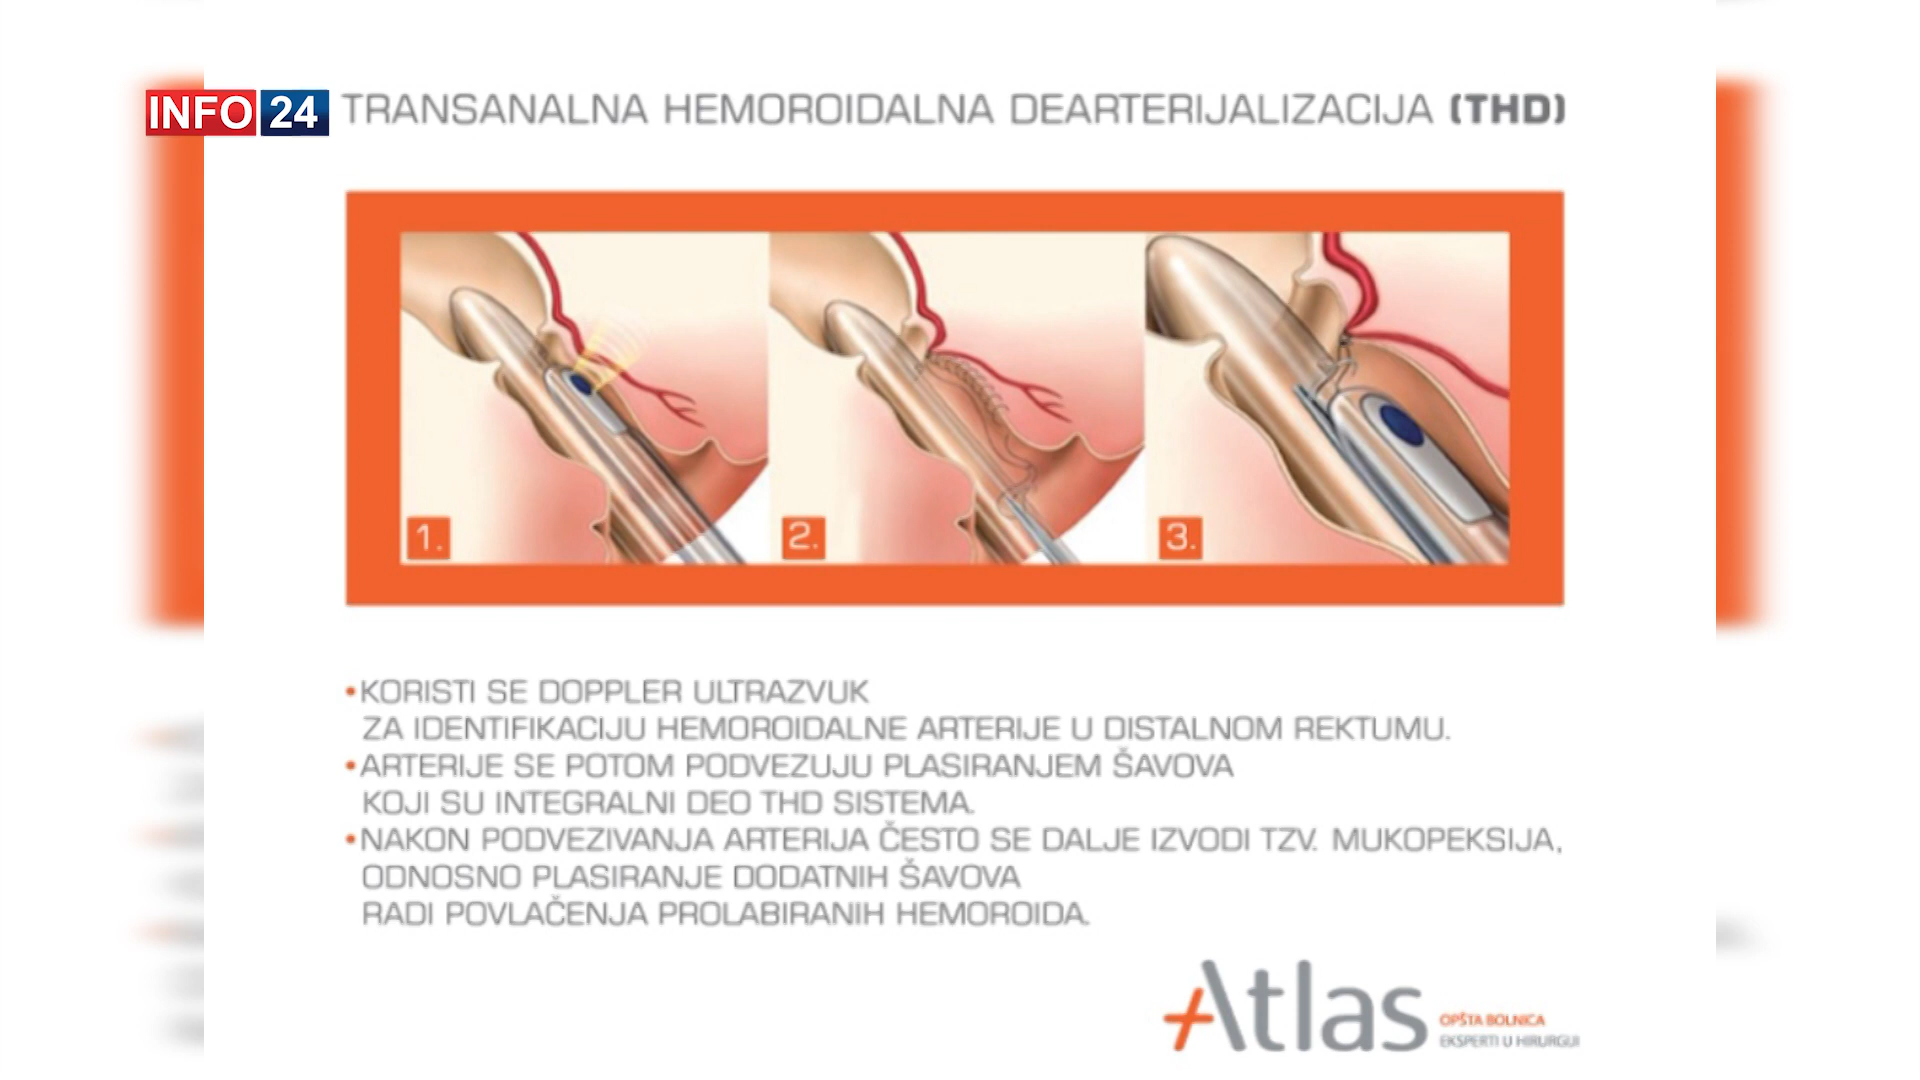 INFO 24
TRANSANALNA HEMOROIDALNA DEARTERIJALIZACIJA (THD)
1.
2.
3.
•KORISTI SE DOPPLER ULTRAZVUK
ZA IDENTIFIKACIJU HEMOROIDALNE ARTERIJE U DISTALNOM REKTUMU.
•ARTERIJE SE POTOM PODVEZUJU PLASIRANJEM ŠAVOVA
KOJI SU INTEGRALNI DEO THD SISTEMA.
•NAKON PODVEZIVANJA ARTERIJA ČESTO SE DALJE IZVODI TZV. MUKOPEKSIJA,
ODNOSNO PLASIRANJE DODATNIH ŠAVOVA
RADI POVLAČENJA PROLABIRANIH HEMOROIDA.
Atlas
OPŠTA BOLNICA
EKSPERTI U HIRURGIJI